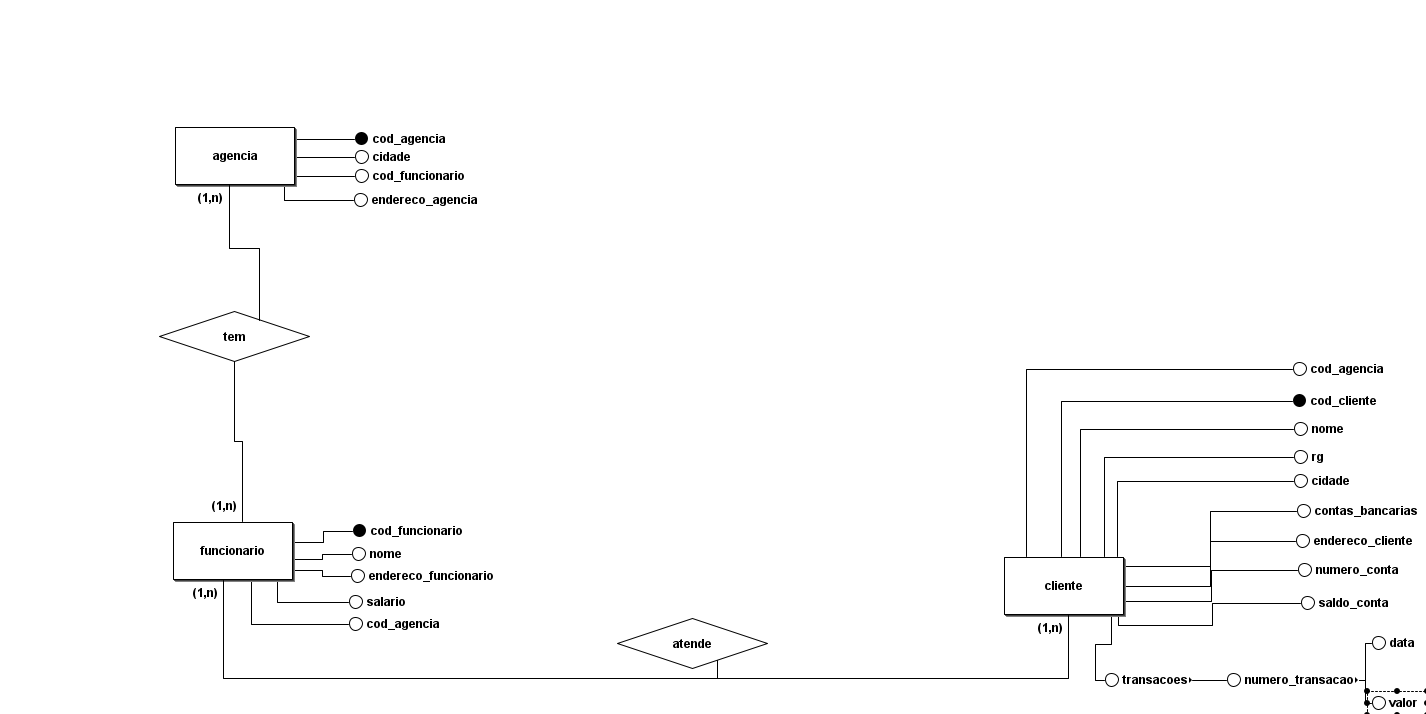 agencia
cod_agencia
cidade
cod_funcionario
endereco_agencia
(1,n)
tem
(1,n)
funcionario
cod_funcionario
nome
endereco_funcionario
salario
cod_agencia
(1,n)
atende
cod_agencia
cod_cliente
nome
rg
cidade
contas_bancarias
endereco_cliente
numero_conta
saldo_conta
cliente
(1,n)
transacoes
numero_transacao
data
valor